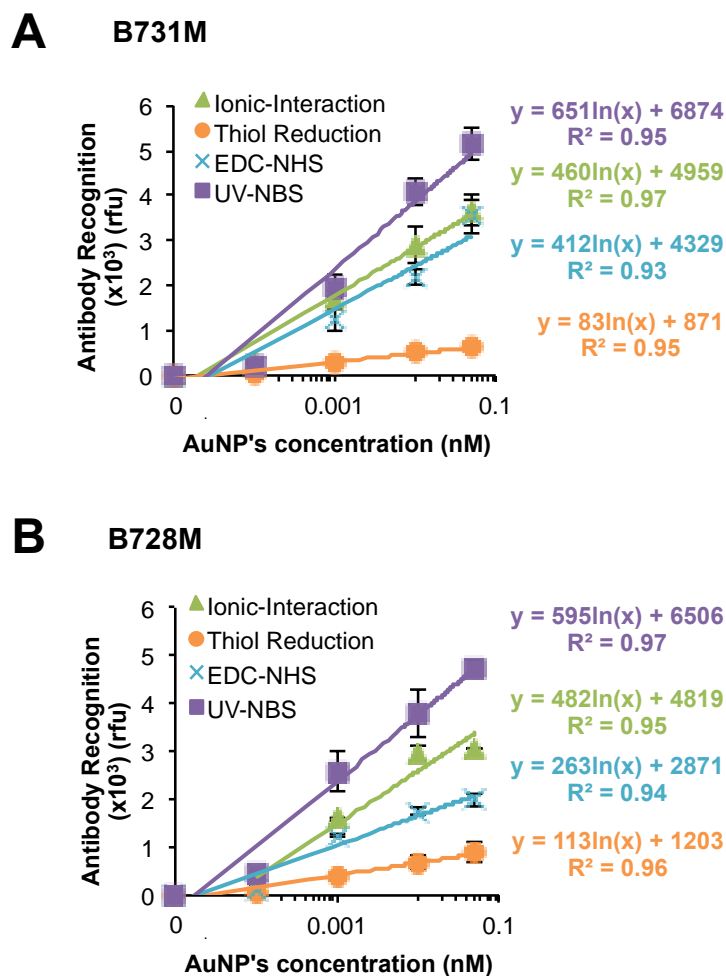 A
B731M
Ionic-Interaction
Thiol Reduction
EDC-NHS
UV-NBS
6
5
4
3
2
1
0
Antibody Recognition
(x10³) (rfu)
0
0.001
0.1
AuNP's concentration (nM)
y = 651ln(x) + 6874
R² = 0.95
y = 460ln(x) + 4959
R² = 0.97
y = 412ln(x) + 4329
R² = 0.93
y = 83ln(x) + 871
R² = 0.95
B
B728M
Ionic-Interaction
Thiol Reduction
EDC-NHS
UV-NBS
6
5
4
3
2
1
0
Antibody Recognition
(x10³) (rfu)
0
0.001
0.1
AuNP's concentration (nM)
y = 595ln(x) + 6506
R² = 0.97
y = 482ln(x) + 4819
R² = 0.95
y = 263ln(x) + 2871
R² = 0.94
y = 113ln(x) + 1203
R² = 0.96